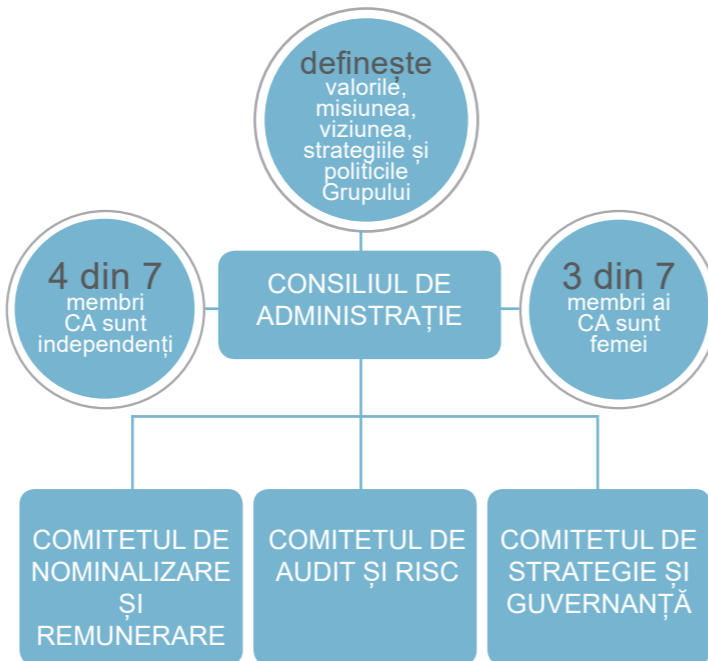 definește
valorile,
misiunea,
viziunea,
strategiile și
politicile
Grupului
4 din 7
membri
CA sunt
independenți
CONSILIUL DE
ADMINISTRAȚIE
3 din 7
membri ai
CA sunt
femei
COMITETUL DE
NOMINALIZARE
ȘI
REMUNERARE
COMITETUL DE
AUDIT ȘI RISC
COMITETUL DE
STRATEGIE ȘI
GUVERNANȚĂ